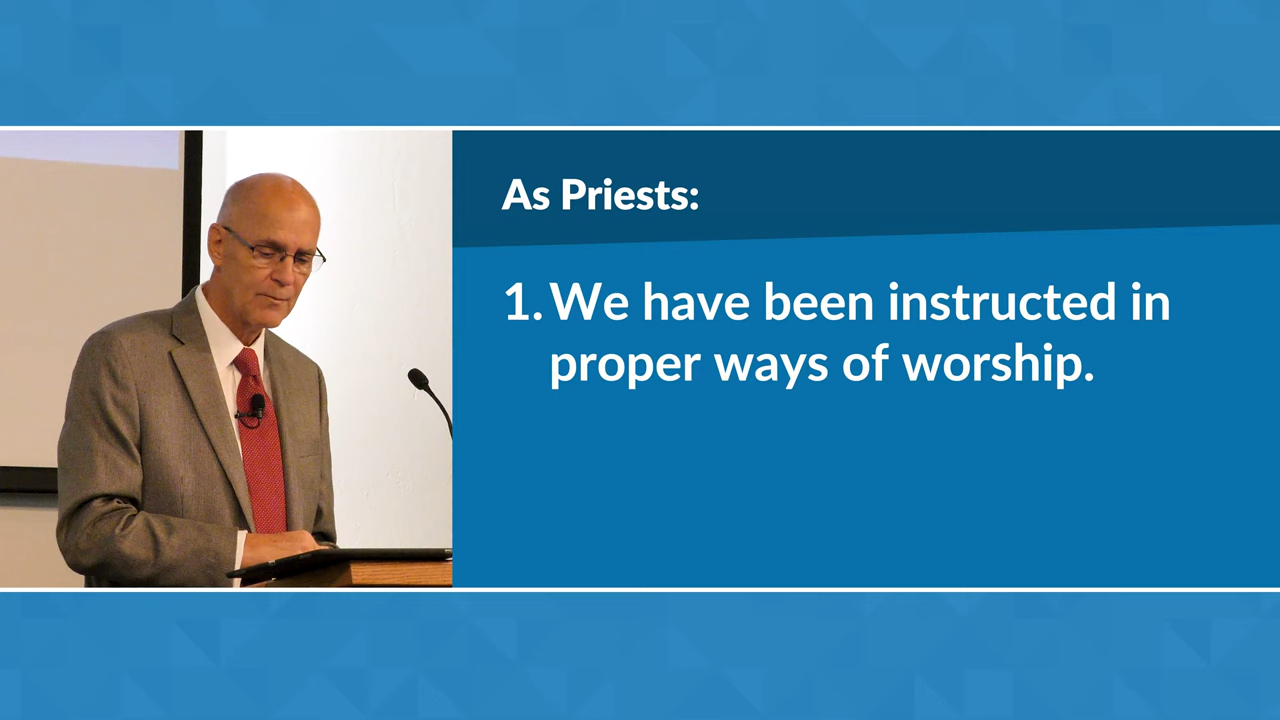 As Priests:
1. We have been instructed in
proper ways of worship.